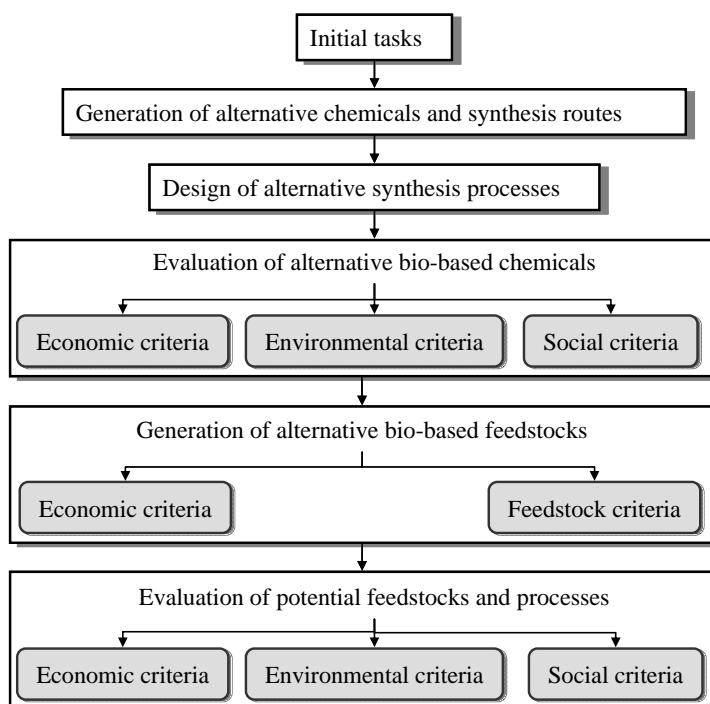 Initial tasks
Generation of alternative chemicals and synthesis routes
Design of alternative synthesis processes
Evaluation of alternative bio-based chemicals
Economic criteria
Environmental criteria
Social criteria
Generation of alternative bio-based feedstocks
Economic criteria
Feedstock criteria
Evaluation of potential feedstocks and processes
Economic criteria
Environmental criteria
Social criteria